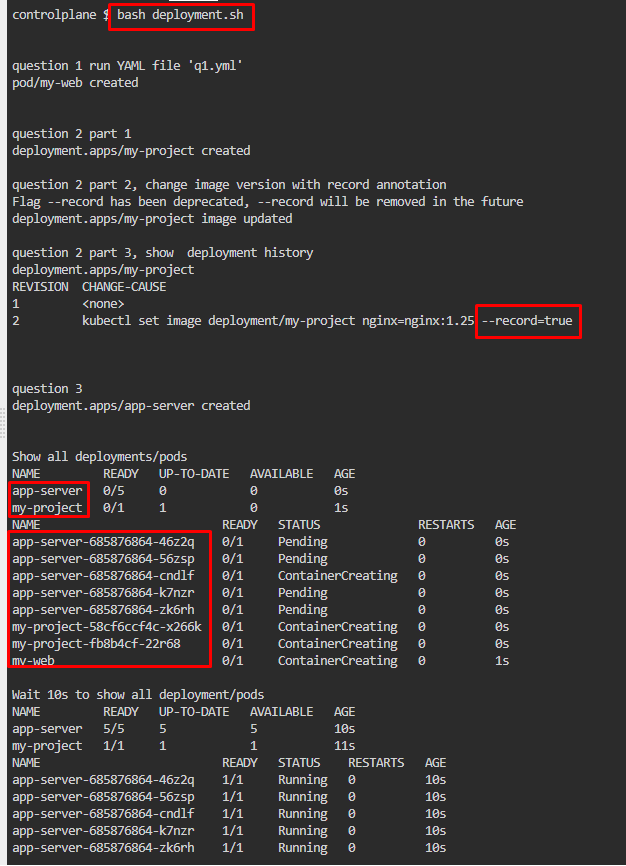 controlplane $ bash deployment.sh
question 1 run YAML file 'q1.yml'
pod/my-web created
question 2 part 1
deployment.apps/my-project created
question 2 part 2, change image version with record annotation
Flag --record has been deprecated, --record will be removed in the future
deployment.apps/my-project image updated
question 2 part 3, show  deployment history
deployment.apps/my-project
REVISION  CHANGE-CAUSE
1         <none>
2         kubectl set image deployment/my-project nginx=nginx:1.25 --record=true
question 3
deployment.apps/app-server created
Show all deployments/pods
NAME         READY   UP-TO-DATE   AVAILABLE   AGE
app-server   0/5     0            0           0s
my-project   0/1     1            0           1s
NAME                          READY   STATUS              RESTARTS   AGE
app-server-685876864-46z2q    0/1     Pending             0          0s
app-server-685876864-56zsp    0/1     Pending             0          0s
app-server-685876864-cndlf    0/1     ContainerCreating   0          0s
app-server-685876864-k7nzr    0/1     Pending             0          0s
app-server-685876864-zk6rh    0/1     Pending             0          0s
my-project-58cf6ccf4c-x266k   0/1     ContainerCreating   0          0s
my-project-fb8b4cf-22r68      0/1     ContainerCreating   0          0s
my-web                        0/1     ContainerCreating   0          1s
Wait 10s to show all deployment/pods
NAME         READY   UP-TO-DATE   AVAILABLE   AGE
app-server   5/5     5            5           10s
my-project   1/1     1            1           11s
NAME                          READY   STATUS    RESTARTS   AGE
app-server-685876864-46z2q    1/1     Running   0          10s
app-server-685876864-56zsp    1/1     Running   0          10s
app-server-685876864-cndlf    1/1     Running   0          10s
app-server-685876864-k7nzr    1/1     Running   0          10s
app-server-685876864-zk6rh    1/1     Running   0          10s